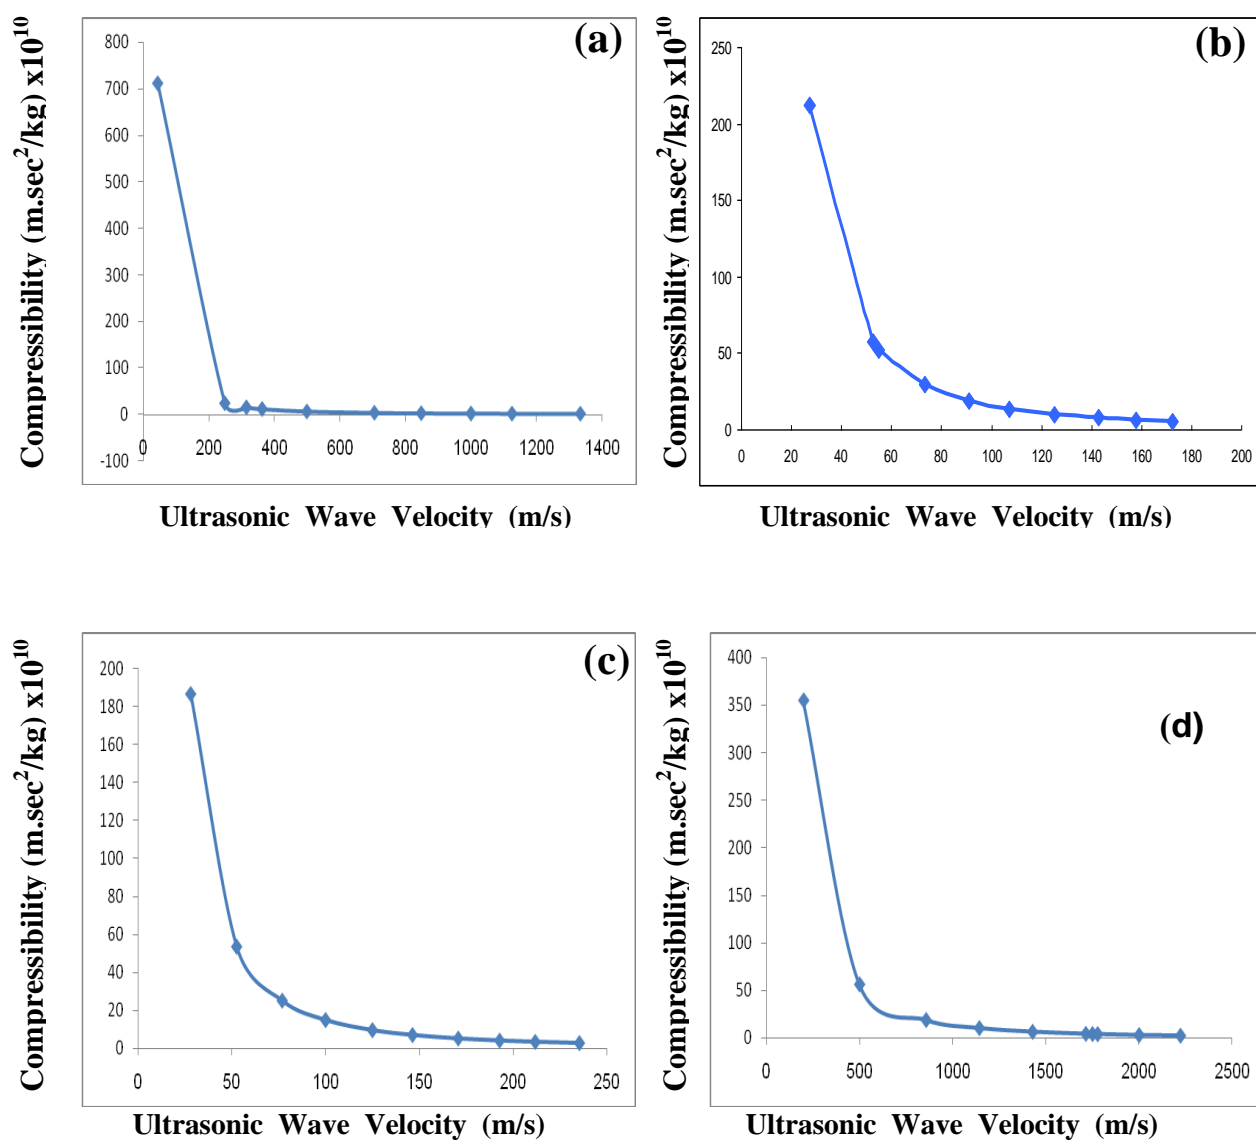 (a)
Compressibility (m.sec²/kg) x10¹⁰
800
700
600
500
400
300
200
100
0
-100
0 200 400 600 800 1000 1200 1400
Ultrasonic Wave Velocity (m/s)
(b)
Compressibility (m.sec²/kg) x10¹⁰
250
200
150
100
50
0
0 20 40 60 80 100 120 140 160 180 200
Ultrasonic Wave Velocity (m/s)
(c)
Compressibility (m.sec²/kg) x10¹⁰
200
180
160
140
120
100
80
60
40
20
0
0 50 100 150 200 250
Ultrasonic Wave Velocity (m/s)
(d)
Compressibility (m.sec²/kg) x10¹⁰
400
350
300
250
200
150
100
50
0
0 500 1000 1500 2000 2500
Ultrasonic Wave Velocity (m/s)